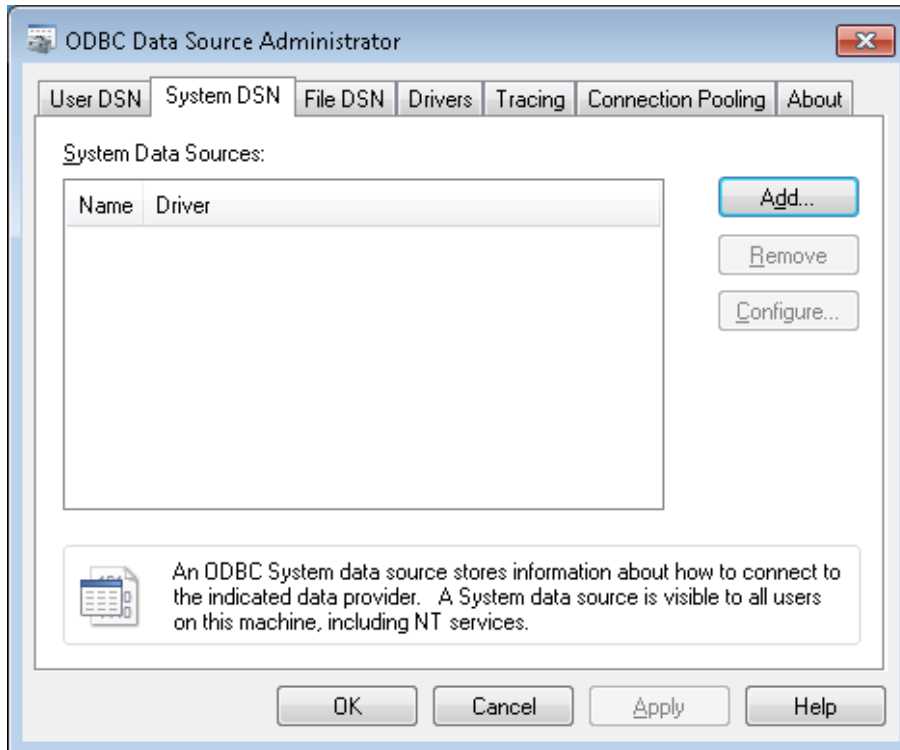 ODBC Data Source Administrator
User DSN System DSN File DSN Drivers Tracing Connection Pooling About
System Data Sources:
Name Driver
Add...
Remove
Configure...
An ODBC System data source stores information about how to connect to
the indicated data provider. A System data source is visible to all users
on this machine, including NT services.
OK Cancel Apply Help